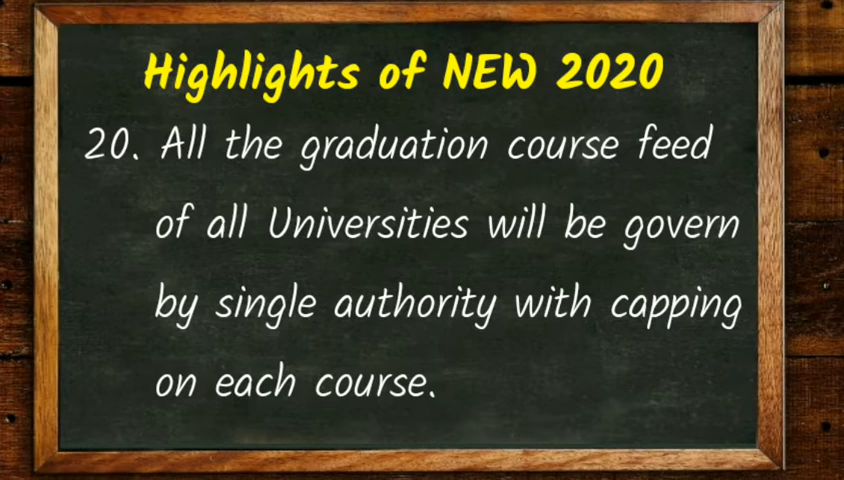 Highlights of NEW 2020
20. All the graduation course feed
of all Universities will be govern
by single authority with capping
on each course.